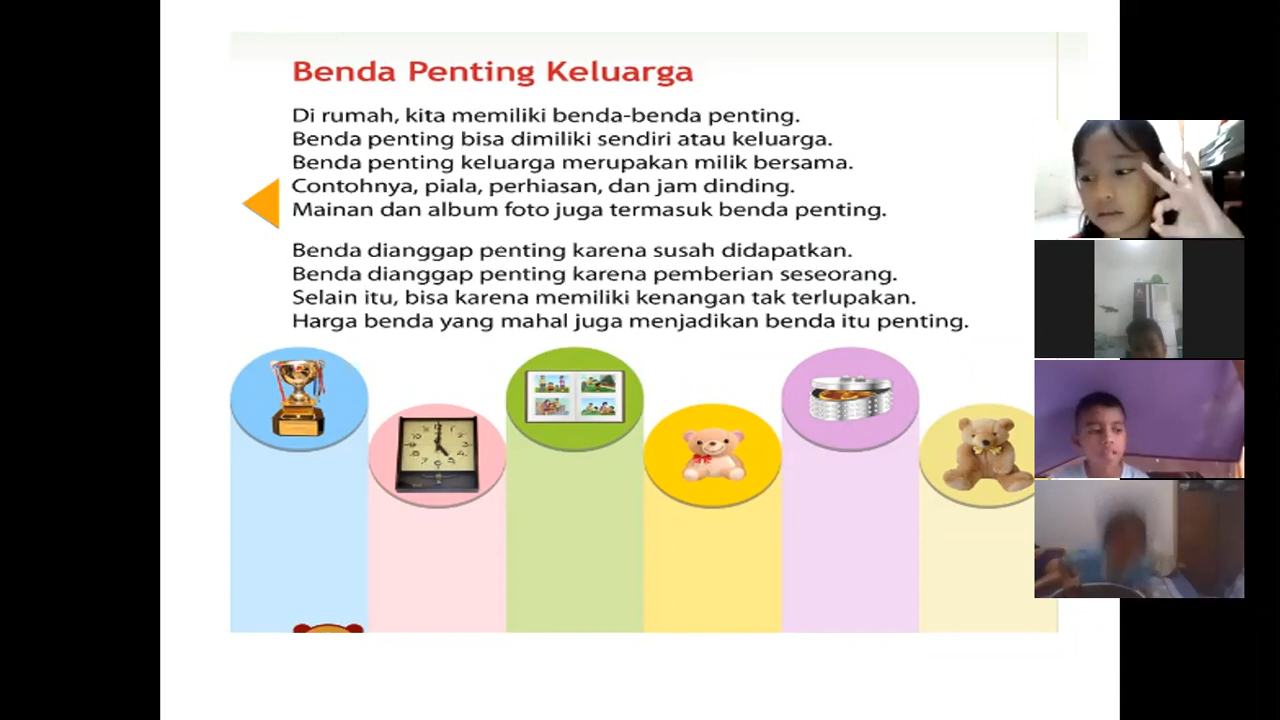 Benda Penting Keluarga
Di rumah, kita memiliki benda-benda penting.
Benda penting bisa dimiliki sendiri atau keluarga.
Benda penting keluarga merupakan milik bersama.
Contohnya, piala, perhiasan, dan jam dinding.
Mainan dan album foto juga termasuk benda penting.
Benda dianggap penting karena susah didapatkan.
Benda dianggap penting karena pemberian seseorang.
Selain itu, bisa karena memiliki kenangan tak terlupakan.
Harga benda yang mahal juga menjadikan benda itu penting.